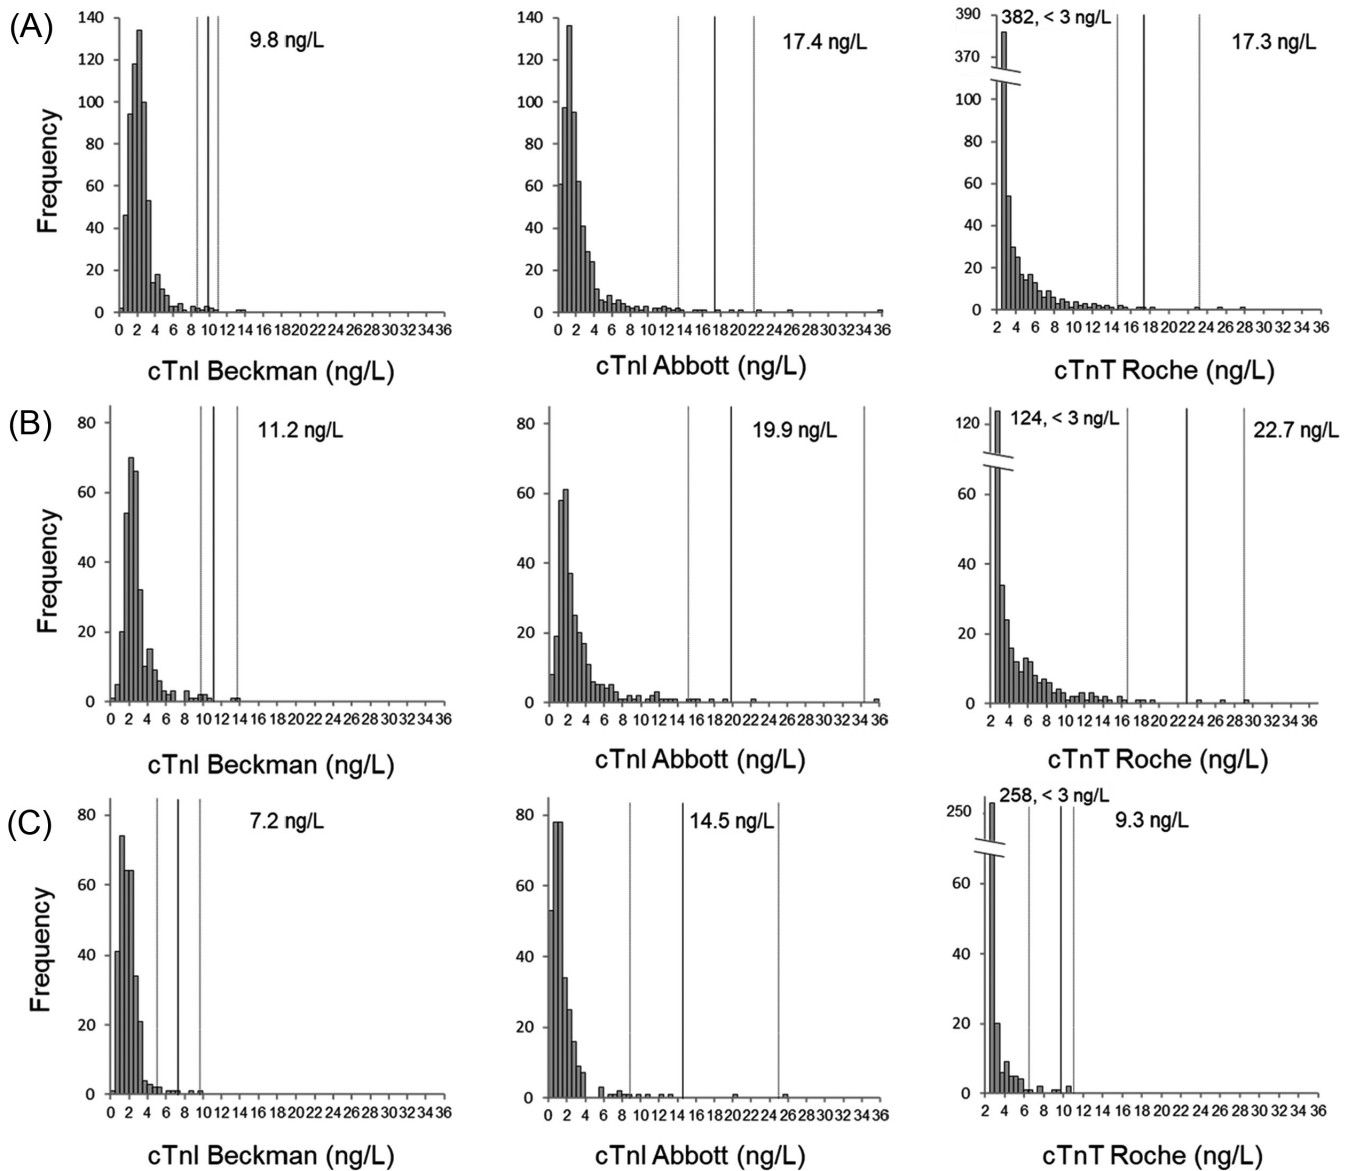 (A)
140
120
100
80
60
40
20
0
Frequency
9.8 ng/L
0 2 4 6 8 10 12 14 16 18 20 22 24 26 28 30 32 34 36
cTnI Beckman (ng/L)
140
120
100
80
60
40
20
0
17.4 ng/L
0 2 4 6 8 10 12 14 16 18 20 22 24 26 28 30 32 34 36
cTnI Abbott (ng/L)
390
370
100
80
60
40
20
0
382, < 3 ng/L
17.3 ng/L
2 4 6 8 10 12 14 16 18 20 22 24 26 28 30 32 34 36
cTnT Roche (ng/L)
(B)
80
60
40
20
0
Frequency
11.2 ng/L
0 2 4 6 8 10 12 14 16 18 20 22 24 26 28 30 32 34 36
cTnI Beckman (ng/L)
80
60
40
20
0
19.9 ng/L
0 2 4 6 8 10 12 14 16 18 20 22 24 26 28 30 32 34 36
cTnI Abbott (ng/L)
120
60
40
20
0
124, < 3 ng/L
22.7 ng/L
2 4 6 8 10 12 14 16 18 20 22 24 26 28 30 32 34 36
cTnT Roche (ng/L)
(C)
80
60
40
20
0
Frequency
7.2 ng/L
0 2 4 6 8 10 12 14 16 18 20 22 24 26 28 30 32 34 36
cTnI Beckman (ng/L)
80
60
40
20
0
14.5 ng/L
0 2 4 6 8 10 12 14 16 18 20 22 24 26 28 30 32 34 36
cTnI Abbott (ng/L)
250
60
40
20
0
258, < 3 ng/L
9.3 ng/L
2 4 6 8 10 12 14 16 18 20 22 24 26 28 30 32 34 36
cTnT Roche (ng/L)